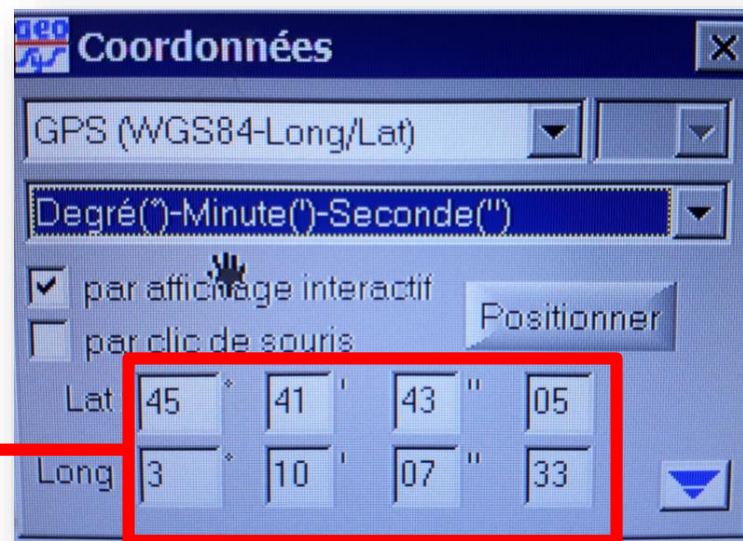 geo
sys
Coordonnées
GPS (WGS84-Long/Lat)
Degré(°)-Minute(')-Seconde('')
par affichage interactif
par clic de souris
Positionner
Lat 45 ° 41 ' 43 " 05
Long 3 ° 10 ' 07 " 33